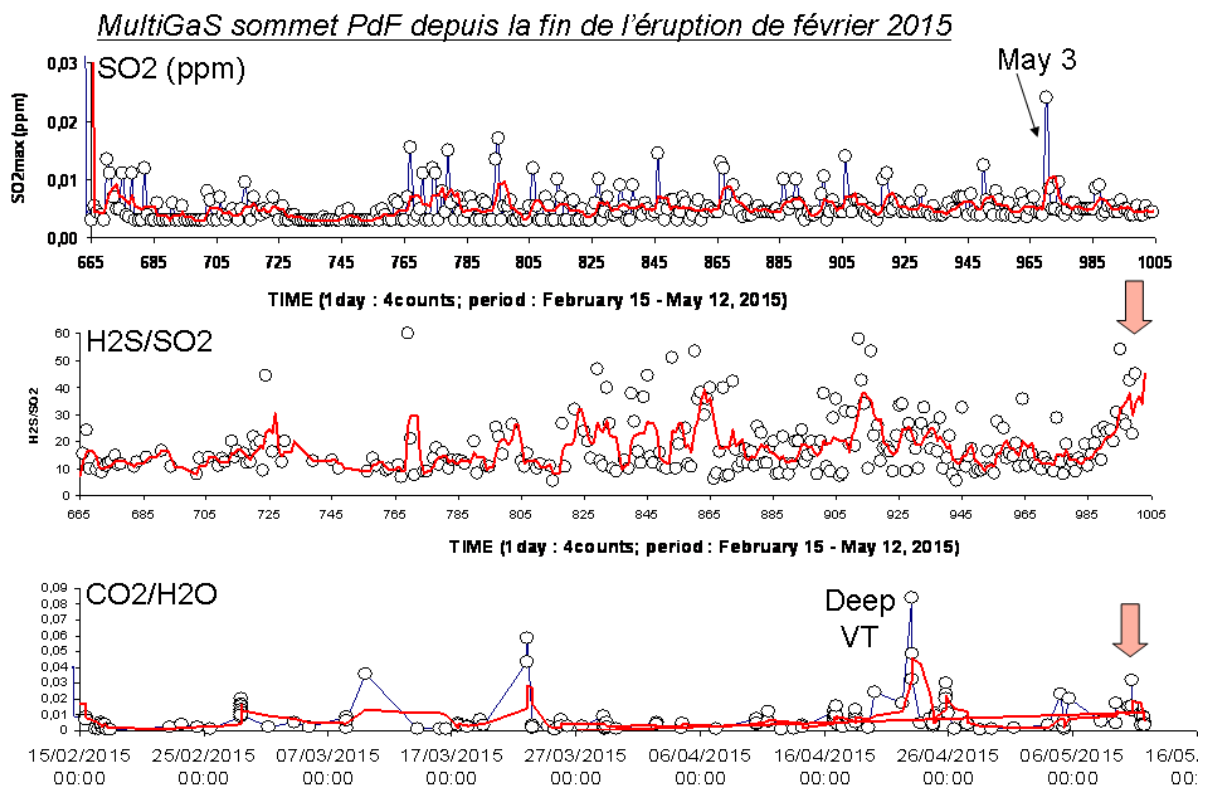 MultiGaS sommet PdF depuis la fin de l'éruption de février 2015
SO2 (ppm)
May 3
SO2max (ppm)
0,03
0,02
0,01
0,00
665 685 705 725 745 765 785 805 825 845 865 885 905 925 945 965 985 1005
TIME (1day : 4counts; period : February 15 - May 12, 2015)
H2S/SO2
H2S/SO2
60
50
40
30
20
10
0
665 685 705 725 745 765 785 805 825 845 865 885 905 925 945 965 985 1005
TIME (1day : 4counts; period : February 15 - May 12, 2015)
CO2/H2O
Deep
VT
0,09
0,08
0,07
0,06
0,05
0,04
0,03
0,02
0,01
0
15/02/2015 25/02/2015 07/03/2015 17/03/2015 27/03/2015 06/04/2015 16/04/2015 26/04/2015 06/05/2015 16/05.
00:00 00:00 00:00 00:00 00:00 00:00 00:00 00:00 00:00 00: